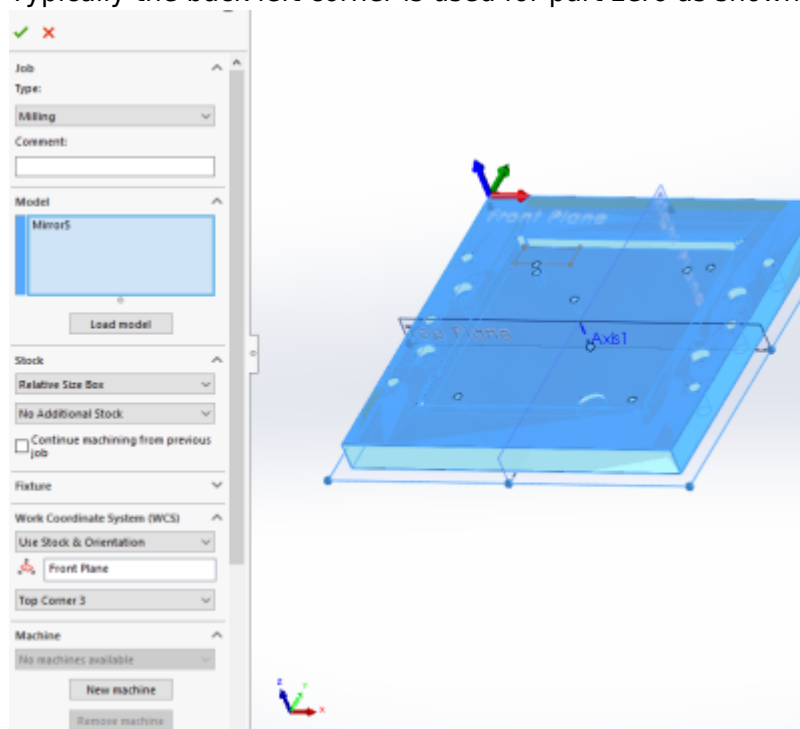 Typically the back left corner is used for part zero as shown
Job
Type:
Milling
Comment:
Model
Mirror5
Load model
Stock
Relative Size Box
No Additional Stock
Continue machining from previous
job
Fixture
Work Coordinate System (WCS)
Use Stock & Orientation
Front Plane
Top Corner 3
Machine
No machines available
New machine
Remove machine
Front Plane
Top Plane
Axis1
Z
Y
X